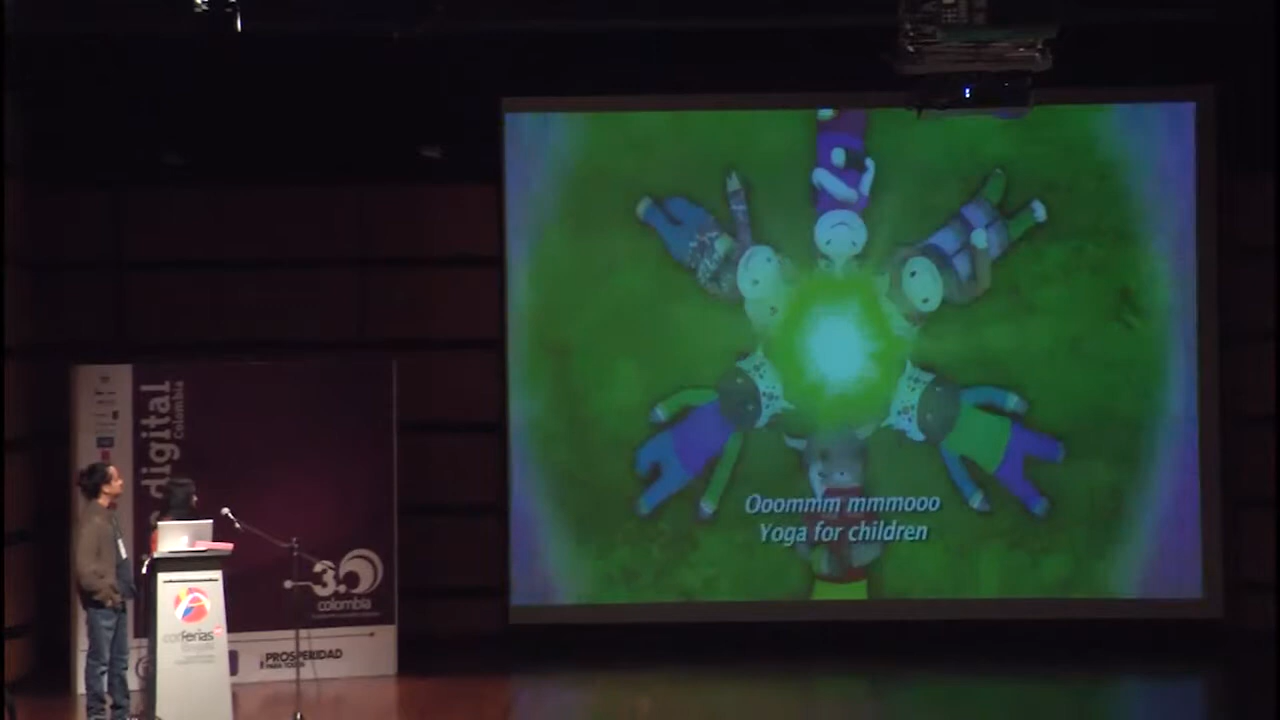 digital
Colombia
3.0
colombia
corferias
PROSPERIDAD
PARA TODOS
Ooommm mmmooo
Yoga for children